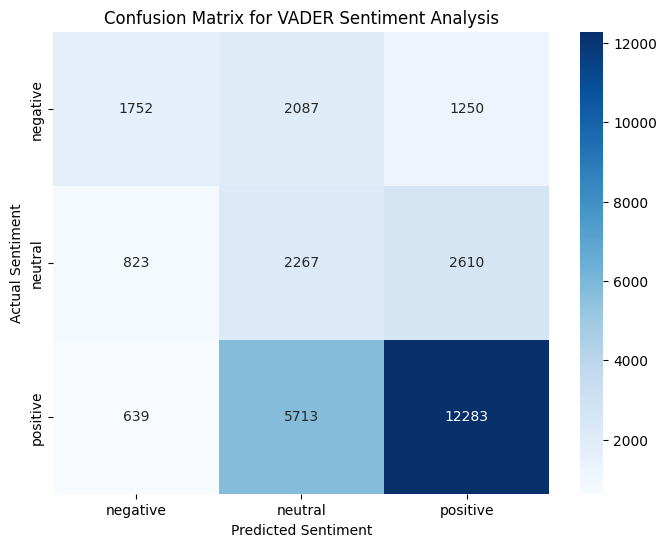 Confusion Matrix for VADER Sentiment Analysis
Actual Sentiment
negative
1752 2087 1250
neutral
823 2267 2610
positive
639 5713 12283
negative neutral positive
Predicted Sentiment
12000
10000
8000
6000
4000
2000